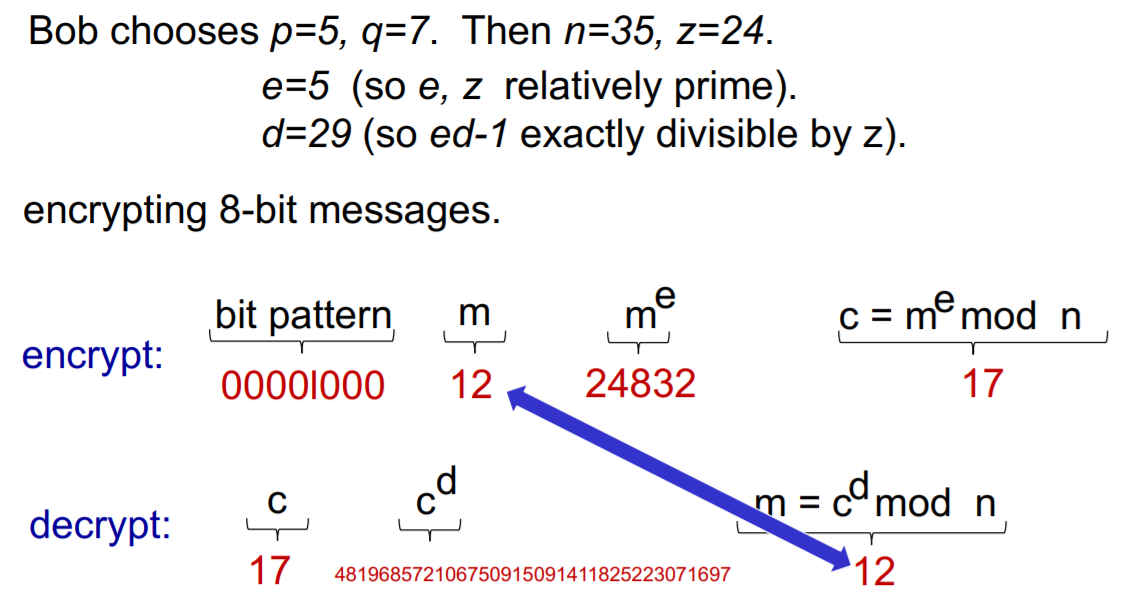 Bob chooses p=5, q=7. Then n=35, z=24.
e=5 (so e, z relatively prime).
d=29 (so ed-1 exactly divisible by z).
encrypting 8-bit messages.
bit pattern m m^e c = m^e mod n
encrypt: 0000l000 12 24832 17
c c^d m = c^d mod n
decrypt: 17 481968572106750915091411825223071697 12